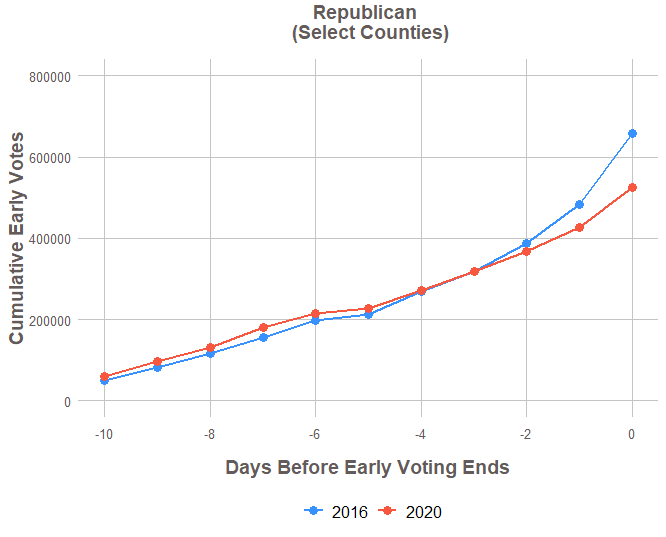 Republican
(Select Counties)
800000
600000
400000
200000
0
Cumulative Early Votes
-10 -8 -6 -4 -2 0
Days Before Early Voting Ends
2016 2020